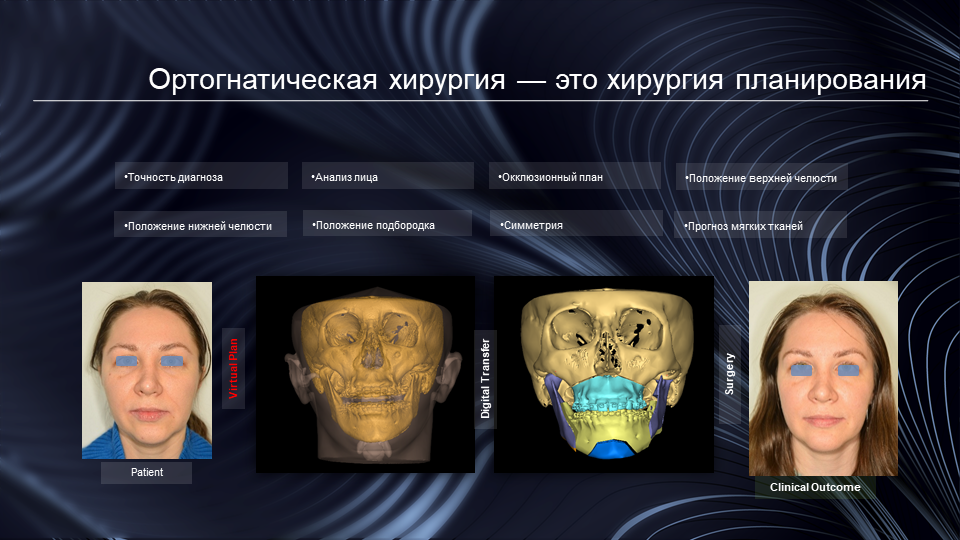 Ортогнатическая хирургия — это хирургия планирования
•Точность диагноза
•Анализ лица
•Окклюзионный план
•Положение верхней челюсти
•Положение нижней челюсти
•Положение подбородка
•Симметрия
•Прогноз мягких тканей
Virtual Plan
Digital Transfer
Surgery
Patient
Clinical Outcome